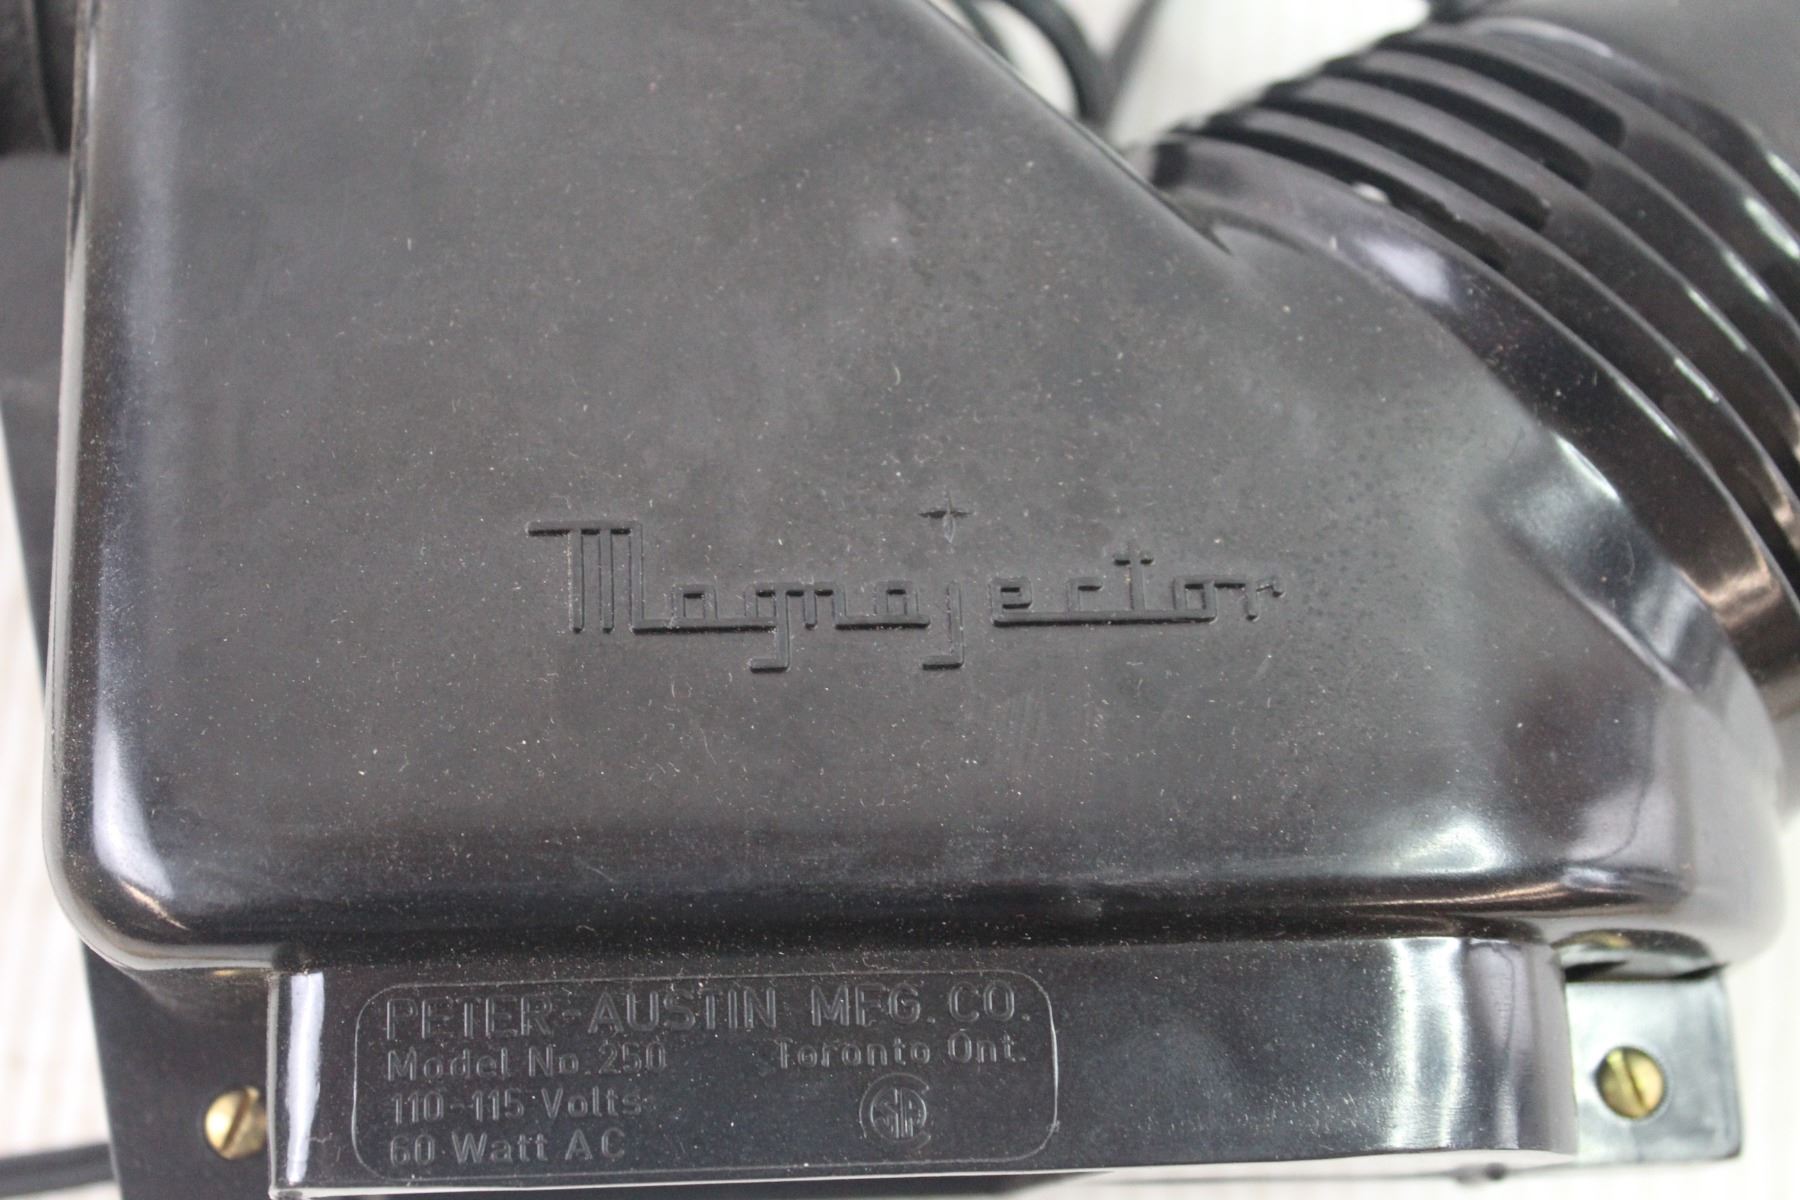 Magnajector
PETER-AUSTIN MFG. CO.
Model No. 250 Toronto Ont.
110-115 Volts
60 Watt AC